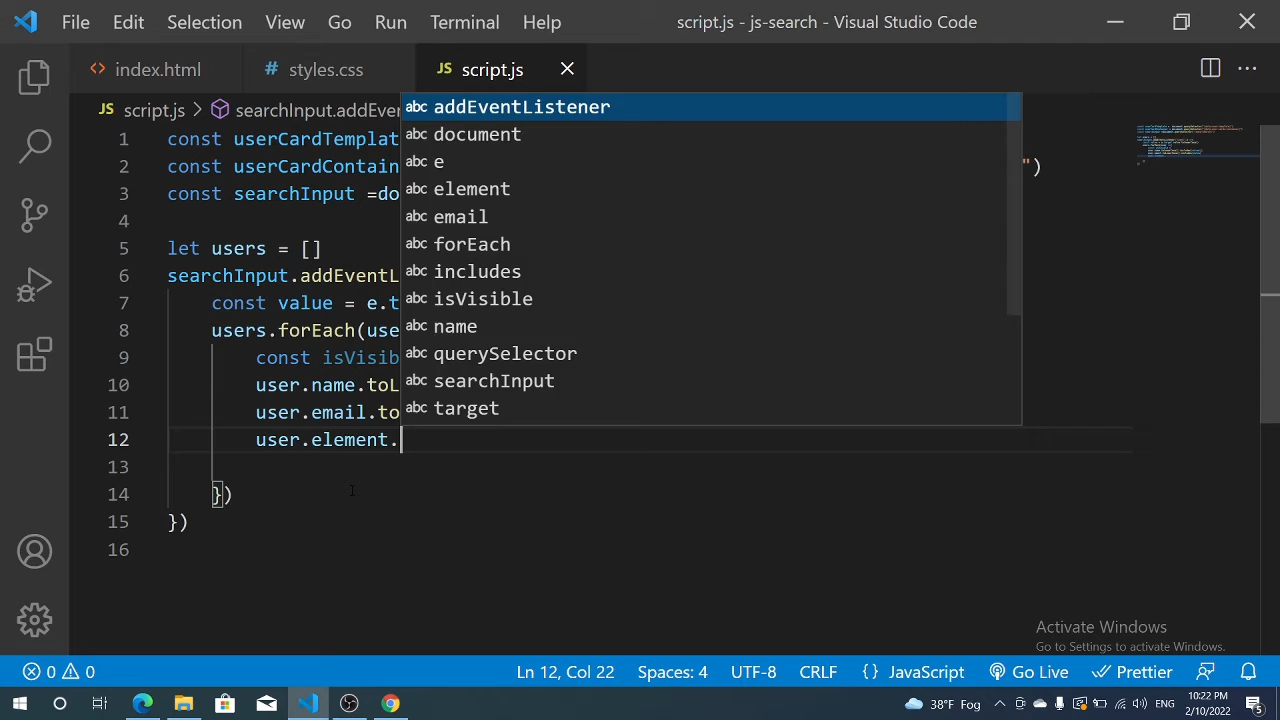 File Edit Selection View Go Run Terminal Help script.js - js-search - Visual Studio Code
<> index.html # styles.css JS script.js
JS script.js > searchInput.addEven
abc addEventListener
abc document
abc e
abc element
abc email
abc forEach
abc includes
abc isVisible
abc name
abc querySelector
abc searchInput
abc target
1 const userCardTemplat
2 const userCardContain ")
3 const searchInput =do
4
5 let users = []
6 searchInput.addEventL
7 const value = e.t
8 users.forEach(use
9 const isVisib
10 user.name.toL
11 user.email.to
12 user.element.
13
14 })
15 })
16
Activate Windows
Go to Settings to activate Windows.
0 0 Ln 12, Col 22 Spaces: 4 UTF-8 CRLF {} JavaScript Go Live Prettier
38°F Fog ENG 10:22 PM 2/10/2022 5